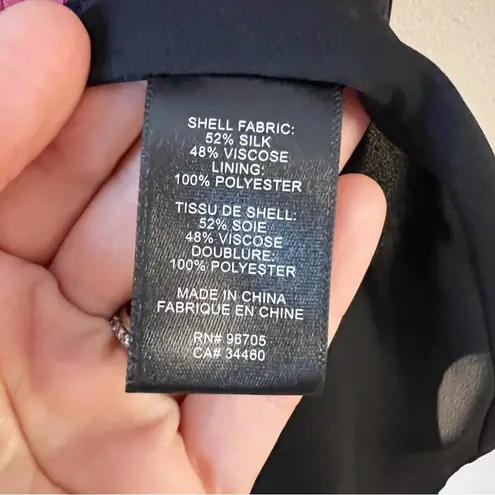 SHELL FABRIC:
52% SILK
48% VISCOSE
LINING:
100% POLYESTER
TISSU DE SHELL:
52% SOIE
48% VISCOSE
DOUBLURE:
100% POLYESTER
MADE IN CHINA
FABRIQUE EN CHINE
RN# 96705
CA# 34460